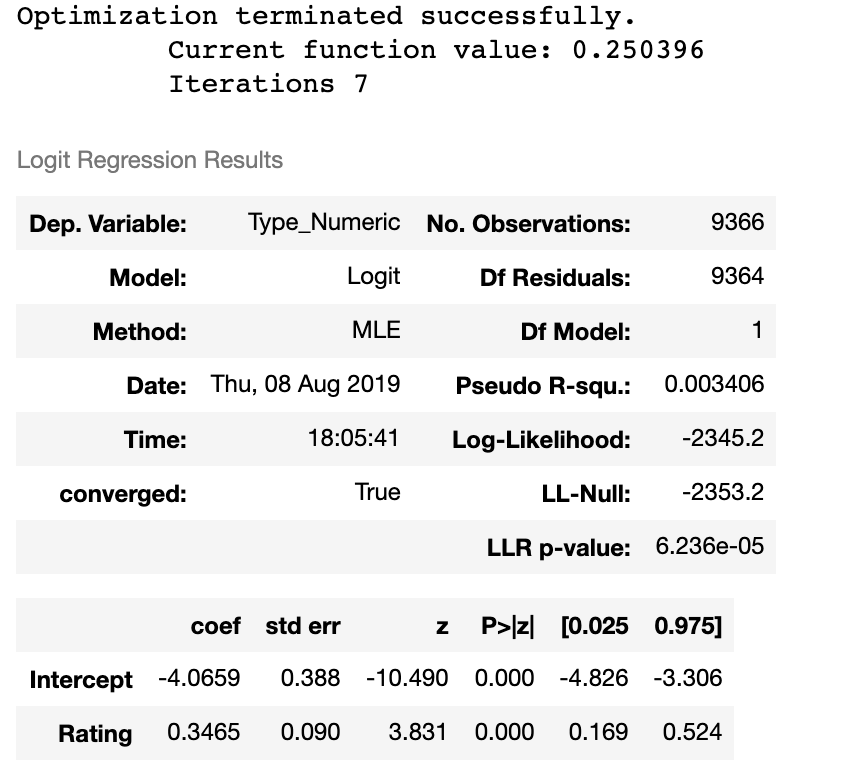 Optimization terminated successfully.
Current function value: 0.250396
Iterations 7
Logit Regression Results
Dep. Variable: Type_Numeric No. Observations: 9366
Model: Logit Df Residuals: 9364
Method: MLE Df Model: 1
Date: Thu, 08 Aug 2019 Pseudo R-squ.: 0.003406
Time: 18:05:41 Log-Likelihood: -2345.2
converged: True LL-Null: -2353.2
LLR p-value: 6.236e-05
coef std err z P>|z| [0.025 0.975]
Intercept -4.0659 0.388 -10.490 0.000 -4.826 -3.306
Rating 0.3465 0.090 3.831 0.000 0.169 0.524